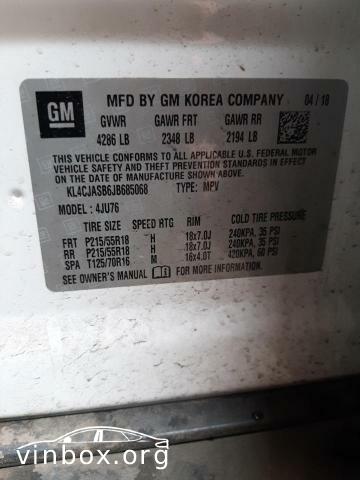 GM
MFD BY GM KOREA COMPANY 04 / 18
GVWR GAWR FRT GAWR RR
4286 LB 2348 LB 2194 LB
THIS VEHICLE CONFORMS TO ALL APPLICABLE U.S. FEDERAL MOTOR
VEHICLE SAFETY, BUMPER, AND THEFT PREVENTION STANDARDS
IN EFFECT ON THE DATE OF MANUFACTURE SHOWN ABOVE.
KL4CJASB6JB685068 TYPE: MPV
MODEL : 4JU76
TIRE SIZE SPEED RTG RIM COLD TIRE PRESSURE
FRT P215/55R18 H 18x7.0J 240KPA, 35 PSI
RR P215/55R18 H 18x7.0J 240KPA, 35 PSI
SPA T125/70R16 M 16x4.0T 420KPA, 60 PSI
SEE OWNER'S MANUAL FOR ADDITIONAL INFORMATION
vinbox.org